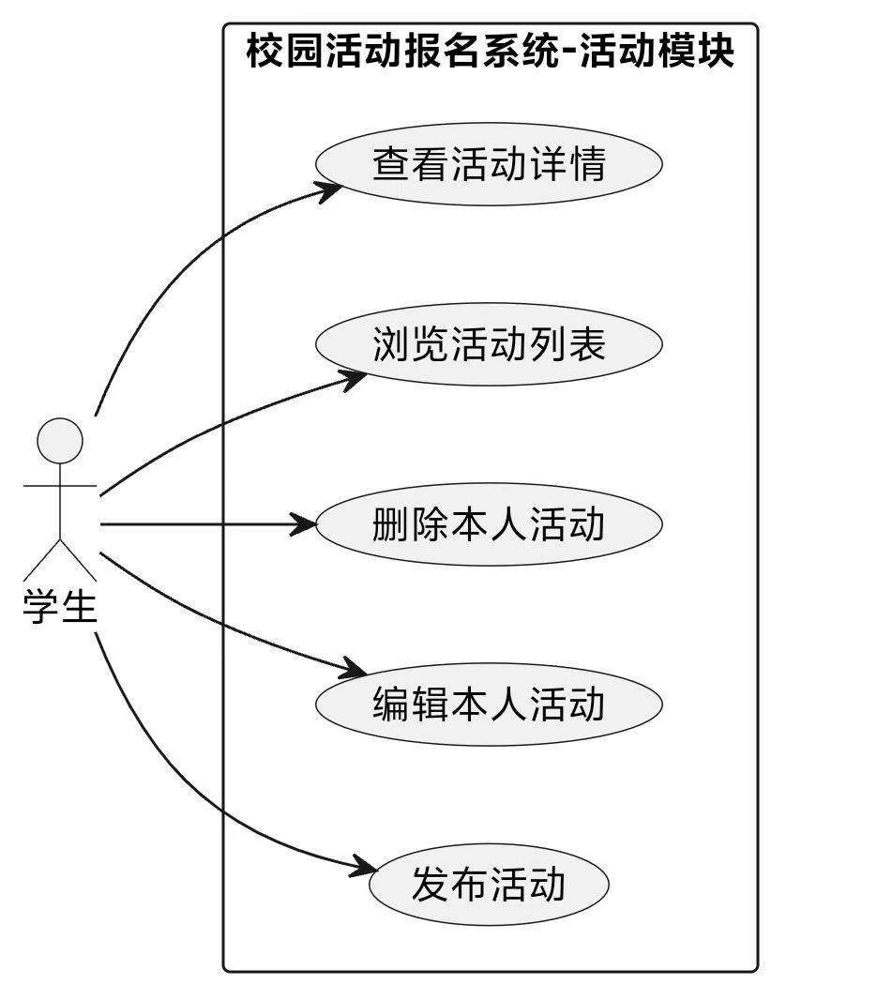 校园活动报名系统-活动模块
查看活动详情
浏览活动列表
删除本人活动
学生
编辑本人活动
发布活动